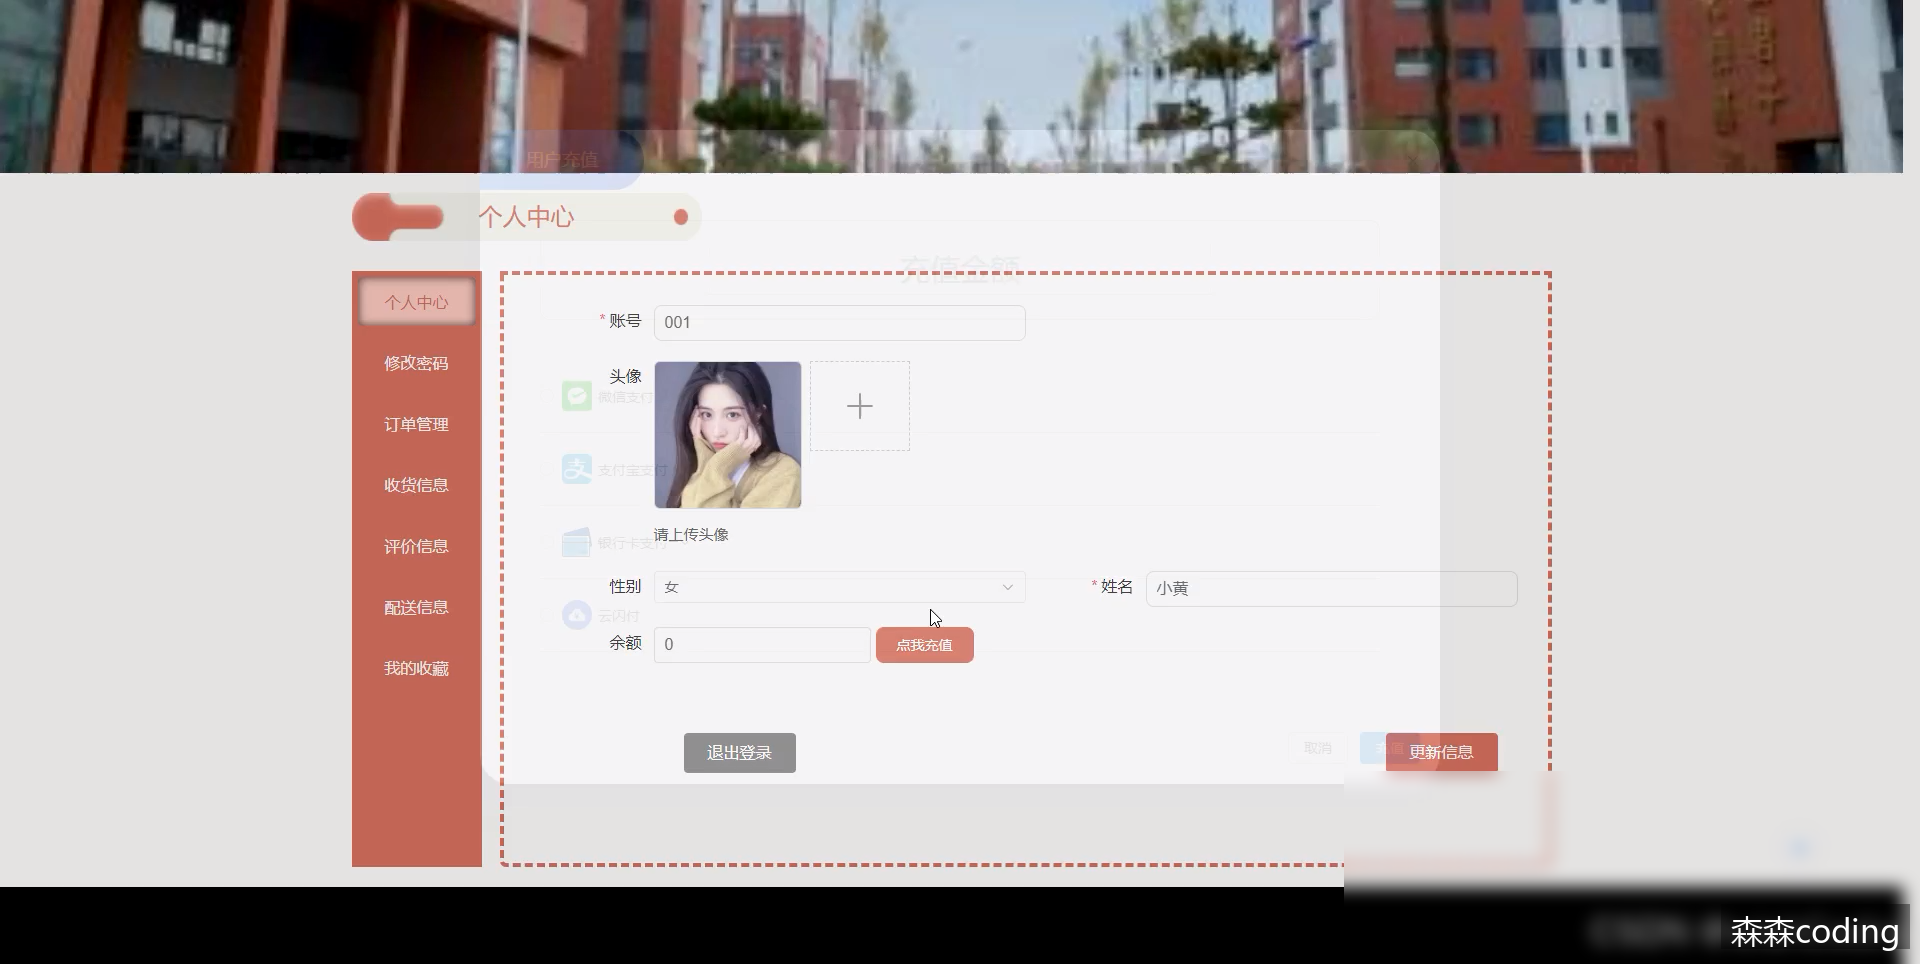 用户充值
个人中心
充值金额
个人中心
修改密码
订单管理
收货信息
评价信息
配送信息
我的收藏
* 账号 001
头像
微信支付
支付宝支付
请上传头像
银行卡支付
性别 女
* 姓名 小黄
云闪付
余额 0 点我充值
退出登录
取消 充值 更新信息
森森coding